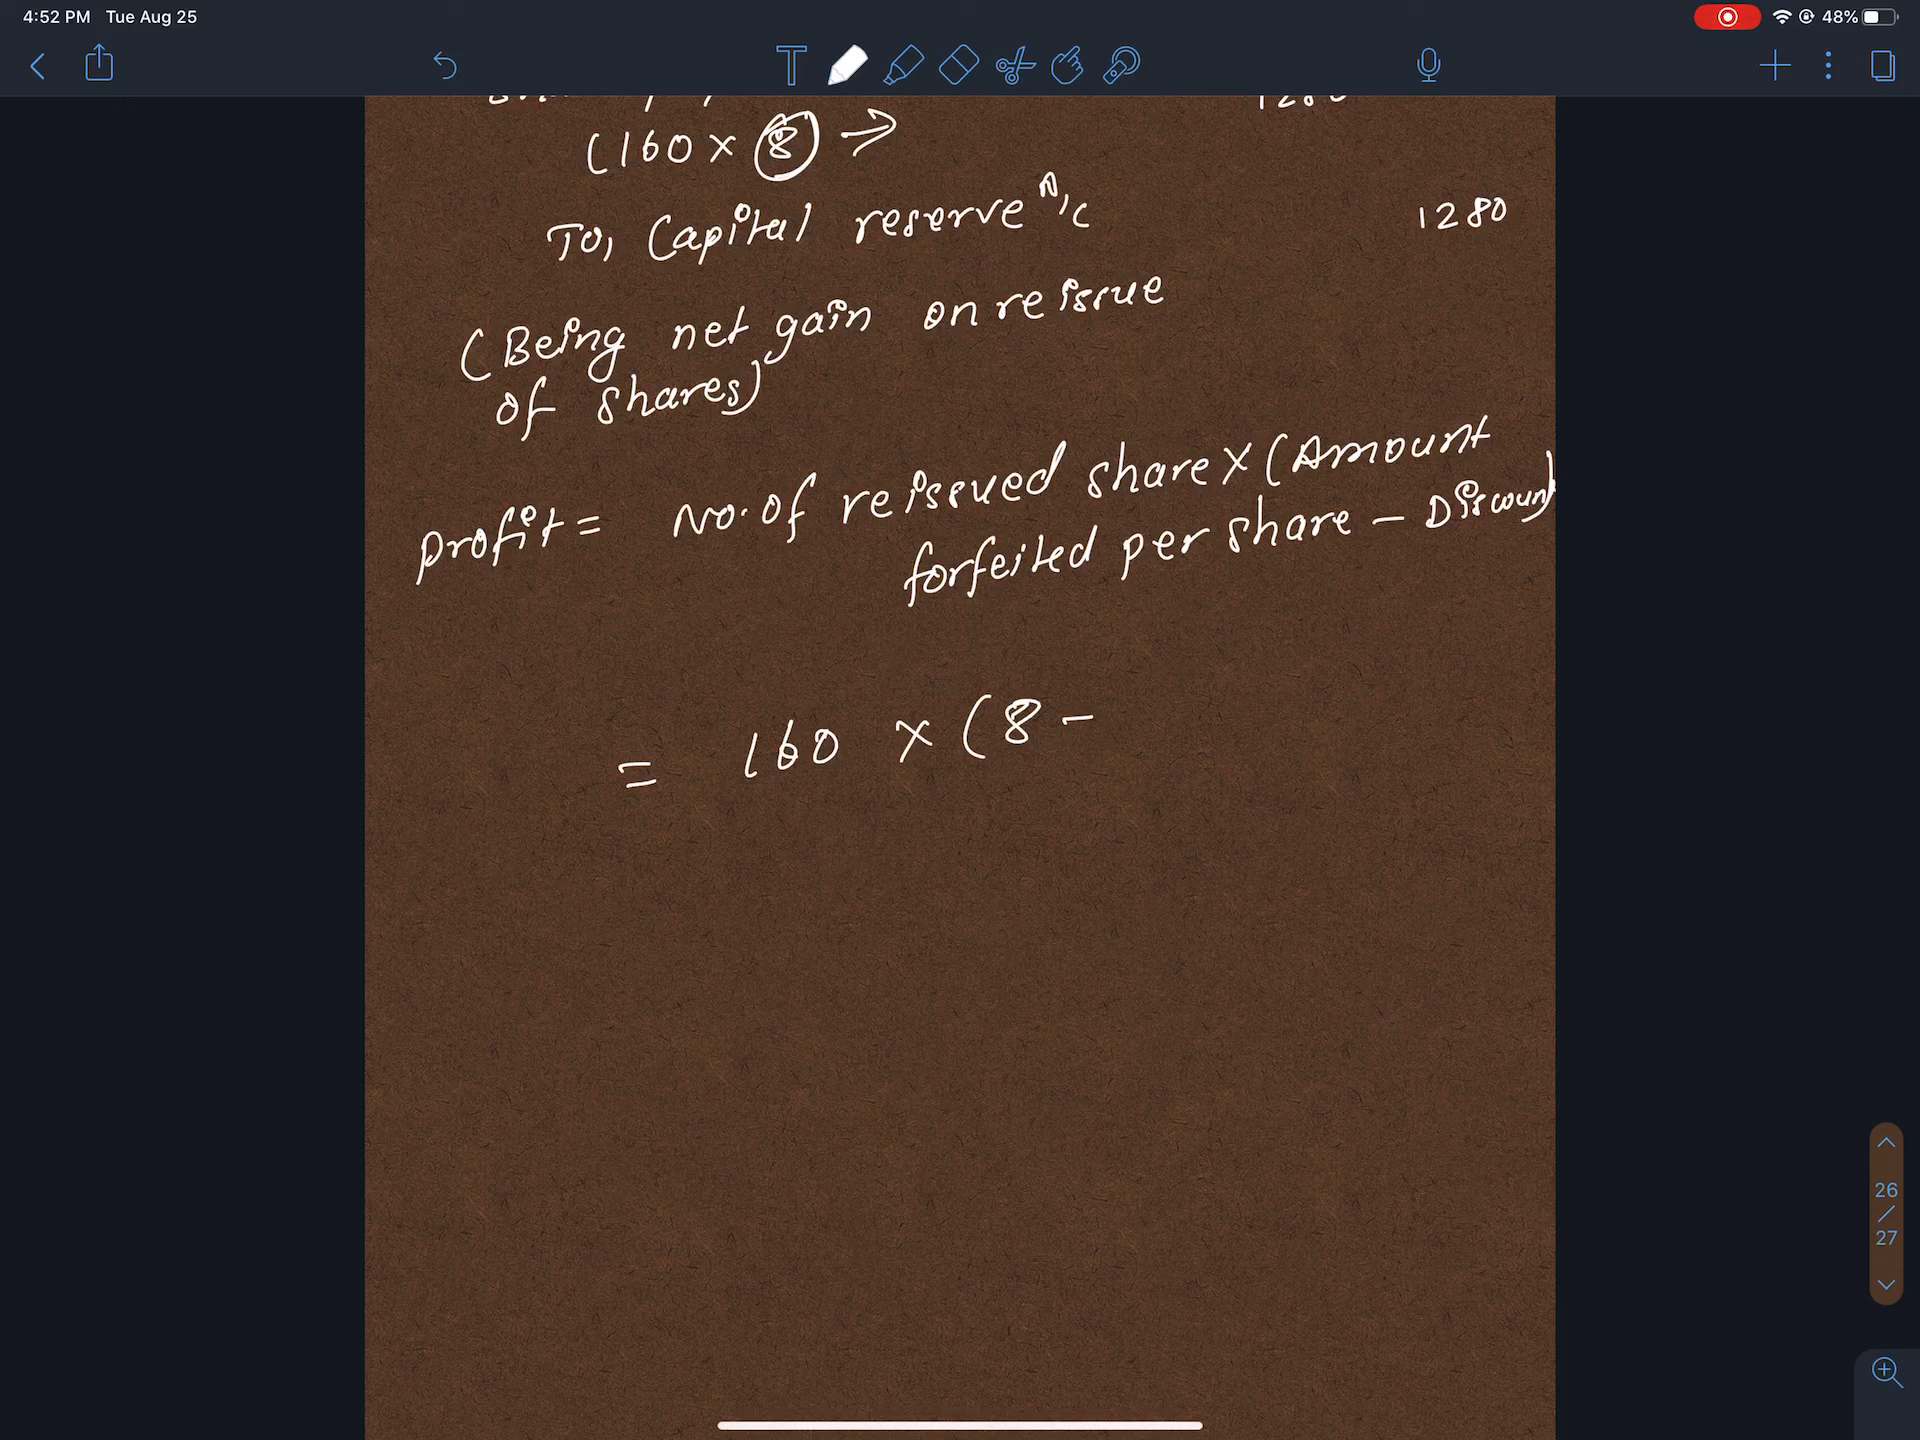 4:52 PM Tue Aug 25
48%
1280
(160 × 8) →
To, Capital reserve A/c 1280
(Being net gain on reissue
of shares)
Profit = No. of reissued share × (Amount
forfeited per share – Discount)
= 160 × (8 –
26
/
27